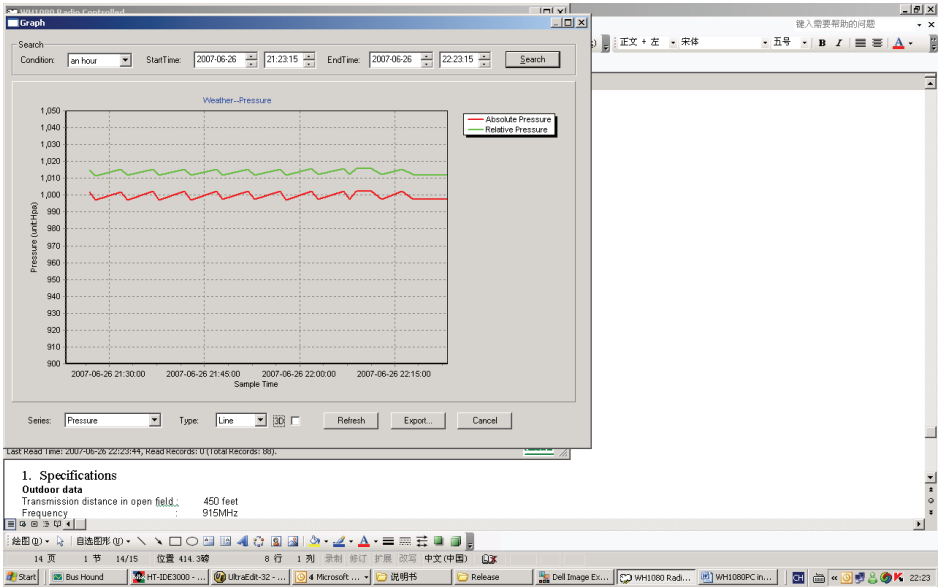 WH1080 Radio Controlled
Graph
键入需要帮助的问题
Search
Condition: an hour StartTime: 2007-06-26 21:23:15 EndTime: 2007-06-26 22:23:15 Search
正文 + 左 宋体 五号 B I A
Weather--Pressure
Absolute Pressure
Relative Pressure
1,050
1,040
1,030
1,020
1,010
1,000
990
980
970
960
950
940
930
920
910
900
Pressure (unit:Hpa)
2007-06-26 21:30:00 2007-06-26 21:45:00 2007-06-26 22:00:00 2007-06-26 22:15:00
Sample Time
Series: Pressure Type: Line 3D Refresh Export... Cancel
Last Read Time: 2007-06-26 22:23:44, Read Records: 0 (Total Records: 88).
1. Specifications
Outdoor data
Transmission distance in open field : 450 feet
Frequency : 915MHz
绘图(D) 自选图形(U) A
14 页 1 节 14/15 位置 414.3磅 8 行 1 列 录制 修订 扩展 改写 中文(中国)
Start Bus Hound HT-IDE3000 - ... UltraEdit-32 - ... 4 Microsoft ... 说明书 Release Dell Image Ex... WH1080 Radi... WH1080PC in... CH « 22:23